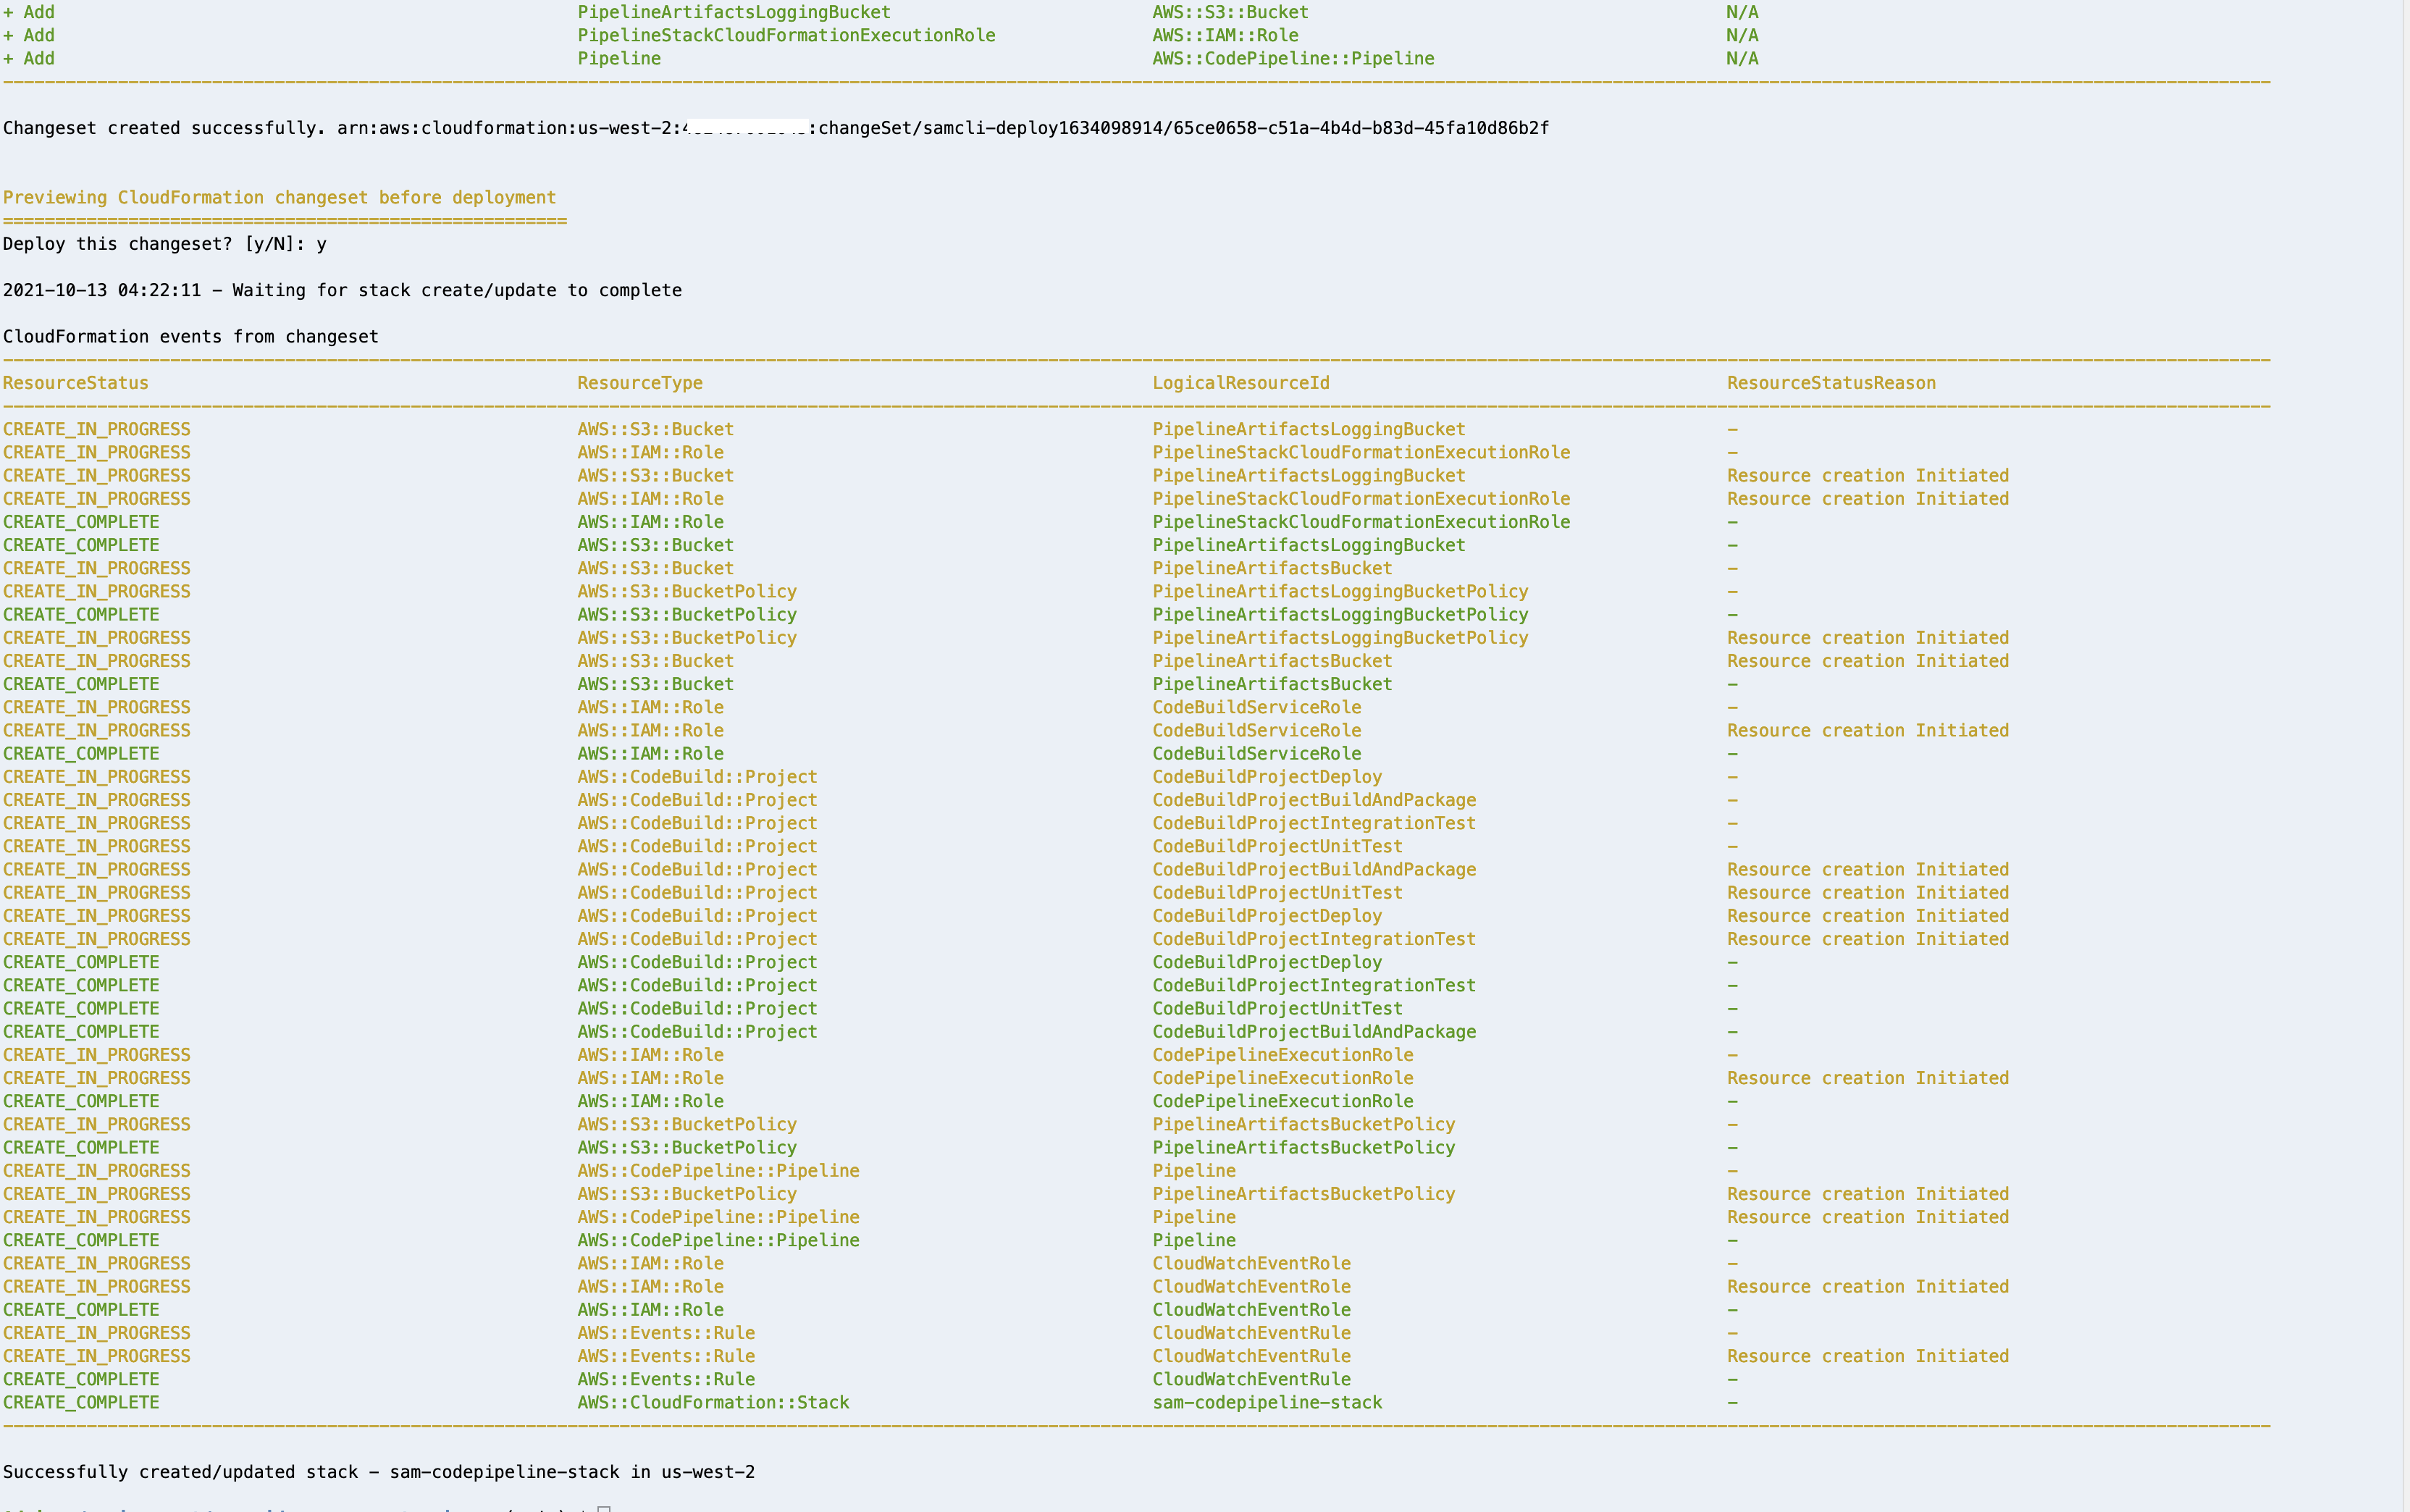 + Add PipelineArtifactsLoggingBucket AWS::S3::Bucket N/A
+ Add PipelineStackCloudFormationExecutionRole AWS::IAM::Role N/A
+ Add Pipeline AWS::CodePipeline::Pipeline N/A
Changeset created successfully. arn:aws:cloudformation:us-west-2: :changeSet/samcli-deploy1634098914/65ce0658-c51a-4b4d-b83d-45fa10d86b2f
Previewing CloudFormation changeset before deployment
======================================================
Deploy this changeset? [y/N]: y
2021-10-13 04:22:11 - Waiting for stack create/update to complete
CloudFormation events from changeset
ResourceStatus ResourceType LogicalResourceId ResourceStatusReason
CREATE_IN_PROGRESS AWS::S3::Bucket PipelineArtifactsLoggingBucket -
CREATE_IN_PROGRESS AWS::IAM::Role PipelineStackCloudFormationExecutionRole -
CREATE_IN_PROGRESS AWS::S3::Bucket PipelineArtifactsLoggingBucket Resource creation Initiated
CREATE_IN_PROGRESS AWS::IAM::Role PipelineStackCloudFormationExecutionRole Resource creation Initiated
CREATE_COMPLETE AWS::IAM::Role PipelineStackCloudFormationExecutionRole -
CREATE_COMPLETE AWS::S3::Bucket PipelineArtifactsLoggingBucket -
CREATE_IN_PROGRESS AWS::S3::Bucket PipelineArtifactsBucket -
CREATE_IN_PROGRESS AWS::S3::BucketPolicy PipelineArtifactsLoggingBucketPolicy -
CREATE_COMPLETE AWS::S3::BucketPolicy PipelineArtifactsLoggingBucketPolicy -
CREATE_IN_PROGRESS AWS::S3::BucketPolicy PipelineArtifactsLoggingBucketPolicy Resource creation Initiated
CREATE_IN_PROGRESS AWS::S3::Bucket PipelineArtifactsBucket Resource creation Initiated
CREATE_COMPLETE AWS::S3::Bucket PipelineArtifactsBucket -
CREATE_IN_PROGRESS AWS::IAM::Role CodeBuildServiceRole -
CREATE_IN_PROGRESS AWS::IAM::Role CodeBuildServiceRole Resource creation Initiated
CREATE_COMPLETE AWS::IAM::Role CodeBuildServiceRole -
CREATE_IN_PROGRESS AWS::CodeBuild::Project CodeBuildProjectDeploy -
CREATE_IN_PROGRESS AWS::CodeBuild::Project CodeBuildProjectBuildAndPackage -
CREATE_IN_PROGRESS AWS::CodeBuild::Project CodeBuildProjectIntegrationTest -
CREATE_IN_PROGRESS AWS::CodeBuild::Project CodeBuildProjectUnitTest -
CREATE_IN_PROGRESS AWS::CodeBuild::Project CodeBuildProjectBuildAndPackage Resource creation Initiated
CREATE_IN_PROGRESS AWS::CodeBuild::Project CodeBuildProjectUnitTest Resource creation Initiated
CREATE_IN_PROGRESS AWS::CodeBuild::Project CodeBuildProjectDeploy Resource creation Initiated
CREATE_IN_PROGRESS AWS::CodeBuild::Project CodeBuildProjectIntegrationTest Resource creation Initiated
CREATE_COMPLETE AWS::CodeBuild::Project CodeBuildProjectDeploy -
CREATE_COMPLETE AWS::CodeBuild::Project CodeBuildProjectIntegrationTest -
CREATE_COMPLETE AWS::CodeBuild::Project CodeBuildProjectUnitTest -
CREATE_COMPLETE AWS::CodeBuild::Project CodeBuildProjectBuildAndPackage -
CREATE_IN_PROGRESS AWS::IAM::Role CodePipelineExecutionRole -
CREATE_IN_PROGRESS AWS::IAM::Role CodePipelineExecutionRole Resource creation Initiated
CREATE_COMPLETE AWS::IAM::Role CodePipelineExecutionRole -
CREATE_IN_PROGRESS AWS::S3::BucketPolicy PipelineArtifactsBucketPolicy -
CREATE_COMPLETE AWS::S3::BucketPolicy PipelineArtifactsBucketPolicy -
CREATE_IN_PROGRESS AWS::CodePipeline::Pipeline Pipeline -
CREATE_IN_PROGRESS AWS::S3::BucketPolicy PipelineArtifactsBucketPolicy Resource creation Initiated
CREATE_IN_PROGRESS AWS::CodePipeline::Pipeline Pipeline Resource creation Initiated
CREATE_COMPLETE AWS::CodePipeline::Pipeline Pipeline -
CREATE_IN_PROGRESS AWS::IAM::Role CloudWatchEventRole -
CREATE_IN_PROGRESS AWS::IAM::Role CloudWatchEventRole Resource creation Initiated
CREATE_COMPLETE AWS::IAM::Role CloudWatchEventRole -
CREATE_IN_PROGRESS AWS::Events::Rule CloudWatchEventRule -
CREATE_IN_PROGRESS AWS::Events::Rule CloudWatchEventRule Resource creation Initiated
CREATE_COMPLETE AWS::Events::Rule CloudWatchEventRule -
CREATE_COMPLETE AWS::CloudFormation::Stack sam-codepipeline-stack -
Successfully created/updated stack - sam-codepipeline-stack in us-west-2